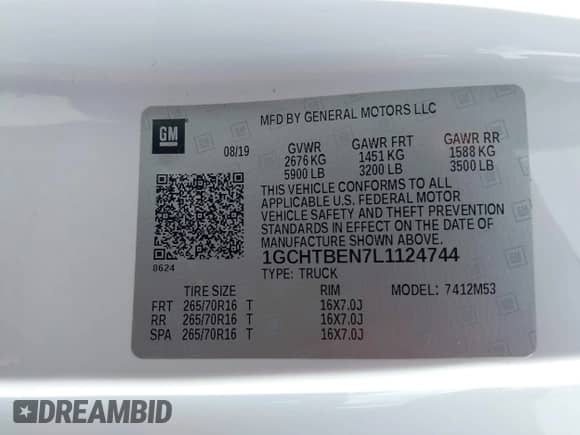 MFD BY GENERAL MOTORS LLC
GM
08/19 GVWR GAWR FRT GAWR RR
2676 KG 1451 KG 1588 KG
5900 LB 3200 LB 3500 LB
THIS VEHICLE CONFORMS TO ALL
APPLICABLE U.S. FEDERAL MOTOR
VEHICLE SAFETY AND THEFT PREVENTION
STANDARDS IN EFFECT ON THE DATE OF
MANUFACTURE SHOWN ABOVE.
0624
1GCHTBEN7L1124744
TYPE: TRUCK
TIRE SIZE RIM MODEL: 7412M53
FRT 265/70R16 T 16X7.0J
RR 265/70R16 T 16X7.0J
SPA 265/70R16 T 16X7.0J
DREAMBID